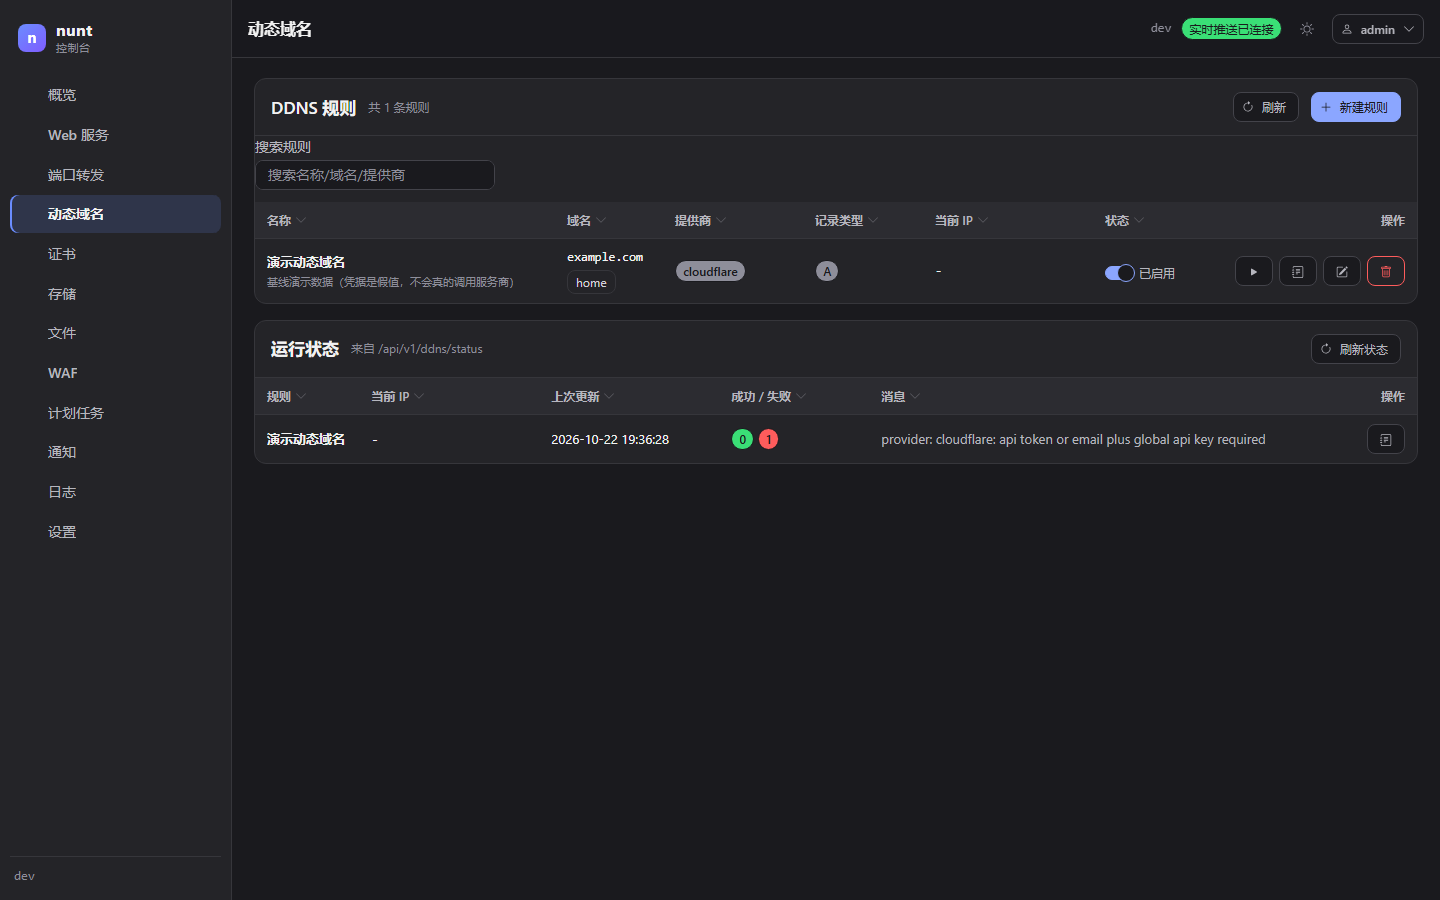 n
nunt
控制台
概览
Web 服务
端口转发
动态域名
证书
存储
文件
WAF
计划任务
通知
日志
设置
dev
动态域名
dev 实时推送已连接 admin
DDNS 规则 共 1 条规则 刷新 新建规则
搜索规则
搜索名称/域名/提供商
名称 域名 提供商 记录类型 当前 IP 状态 操作
演示动态域名 example.com cloudflare A - 已启用
基线演示数据（凭据是假值，不会真的调用服务商） home
运行状态 来自 /api/v1/ddns/status 刷新状态
规则 当前 IP 上次更新 成功 / 失败 消息 操作
演示动态域名 - 2026-10-22 19:36:28 0 1 provider: cloudflare: api token or email plus global api key required